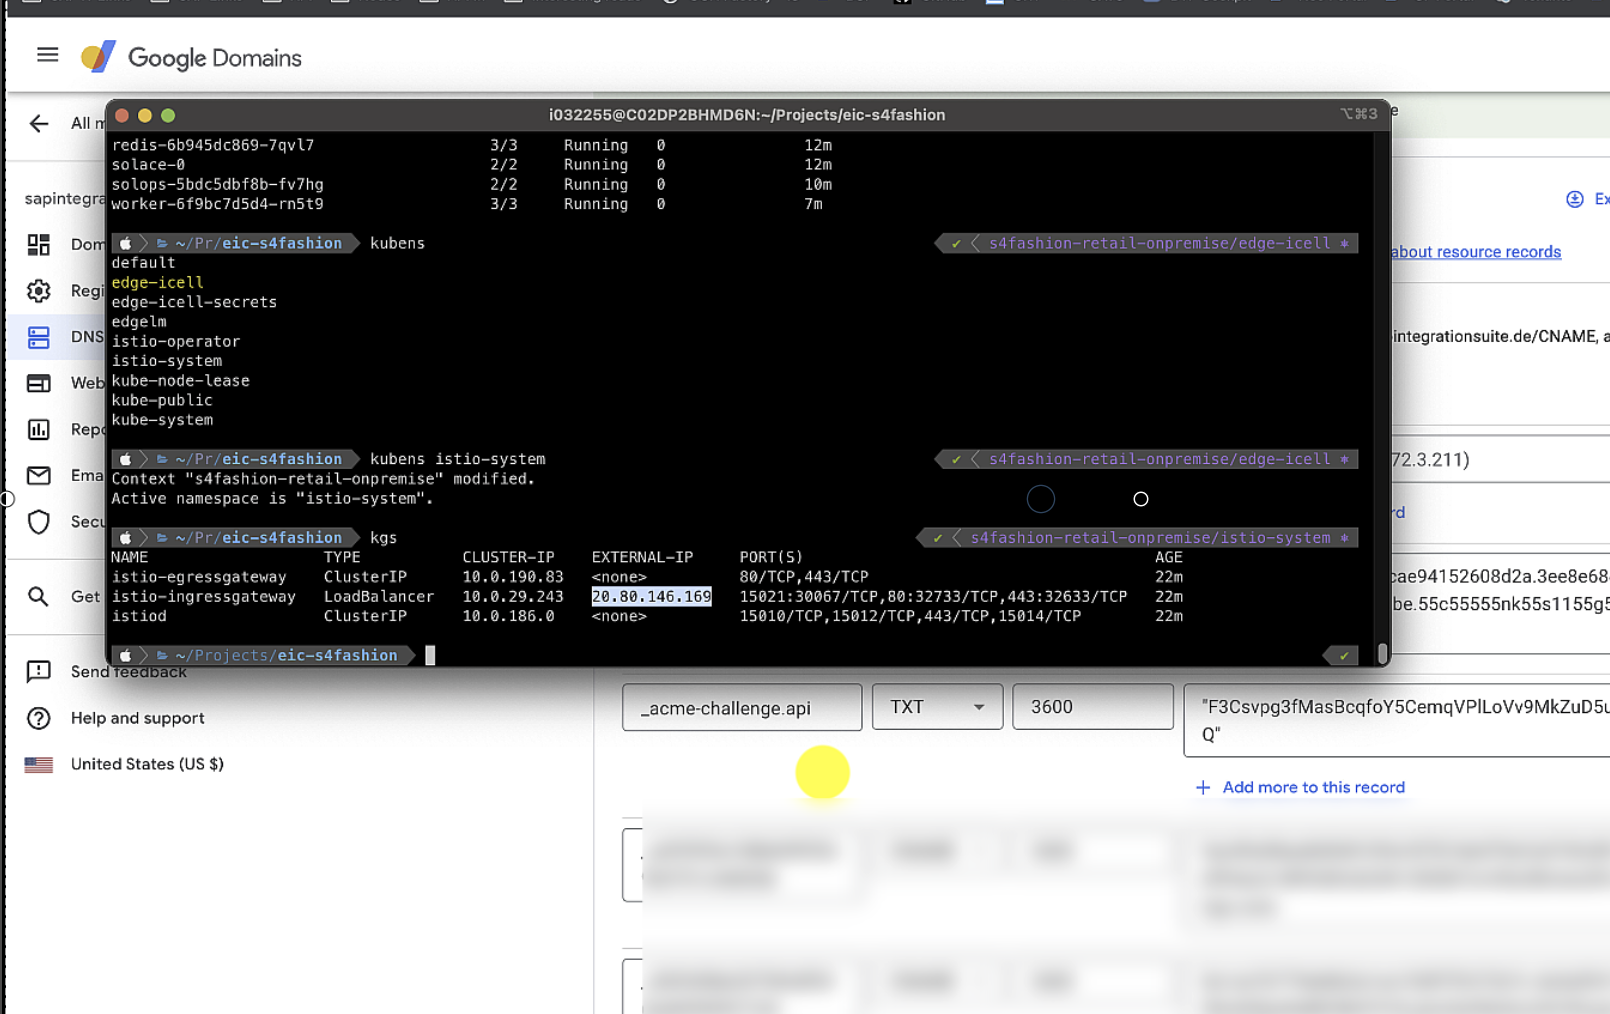 Google Domains
All m
i032255@C02DP2BHMD6N:~/Projects/eic-s4fashion
⌥⌘3
e
redis-6b945dc869-7qvl7 3/3 Running 0 12m
solace-0 2/2 Running 0 12m
solops-5bdc5dbf8b-fv7hg 2/2 Running 0 10m
worker-6f9bc7d5d4-rn5t9 3/3 Running 0 7m
sapintegra
Ex
Dom
~/Pr/eic-s4fashion kubens ✓ s4fashion-retail-onpremise/edge-icell
about resource records
default
edge-icell
Regi
edge-icell-secrets
edgelm
DNS
istio-operator
integrationsuite.de/CNAME, a
istio-system
Web
kube-node-lease
kube-public
kube-system
Repo
~/Pr/eic-s4fashion kubens istio-system ✓ s4fashion-retail-onpremise/edge-icell
72.3.211)
Ema
Context "s4fashion-retail-onpremise" modified.
Active namespace is "istio-system".
rd
Secu
~/Pr/eic-s4fashion kgs ✓ s4fashion-retail-onpremise/istio-system
NAME TYPE CLUSTER-IP EXTERNAL-IP PORT(S) AGE
istio-egressgateway ClusterIP 10.0.190.83 <none> 80/TCP,443/TCP 22m
cae94152608d2a.3ee8e68
Get
istio-ingressgateway LoadBalancer 10.0.29.243 20.80.146.169 15021:30067/TCP,80:32733/TCP,443:32633/TCP 22m
be.55c55555nk55s1155g5
istiod ClusterIP 10.0.186.0 <none> 15010/TCP,15012/TCP,443/TCP,15014/TCP 22m
~/Projects/eic-s4fashion ✓
Send feedback
_acme-challenge.api TXT 3600 "F3Csvpg3fMasBcqfoY5CemqVPlLoVv9MkZuD5u
Q"
Help and support
United States (US $)
+ Add more to this record